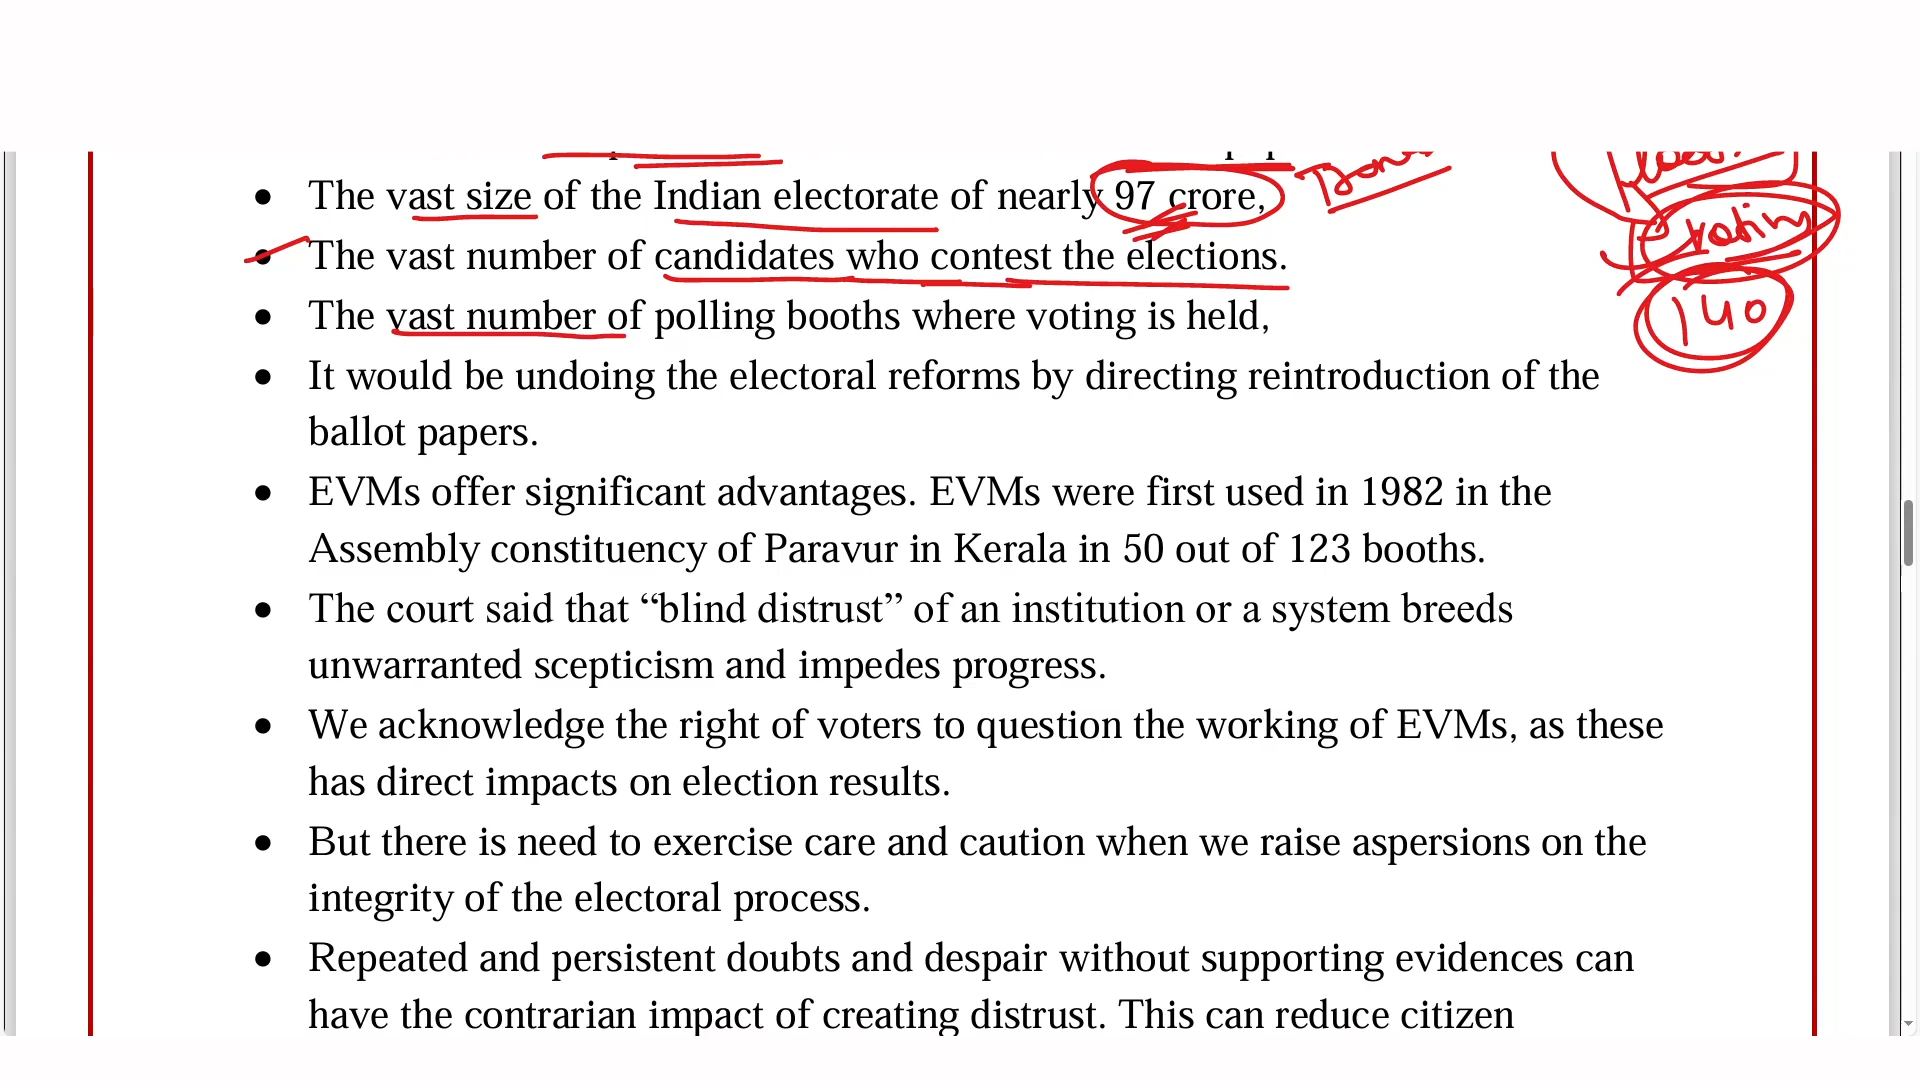 • The vast size of the Indian electorate of nearly 97 crore,
• The vast number of candidates who contest the elections.
voting
• The vast number of polling booths where voting is held,
140
• It would be undoing the electoral reforms by directing reintroduction of the
ballot papers.
• EVMs offer significant advantages. EVMs were first used in 1982 in the
Assembly constituency of Paravur in Kerala in 50 out of 123 booths.
• The court said that “blind distrust” of an institution or a system breeds
unwarranted scepticism and impedes progress.
• We acknowledge the right of voters to question the working of EVMs, as these
has direct impacts on election results.
• But there is need to exercise care and caution when we raise aspersions on the
integrity of the electoral process.
• Repeated and persistent doubts and despair without supporting evidences can
have the contrarian impact of creating distrust. This can reduce citizen